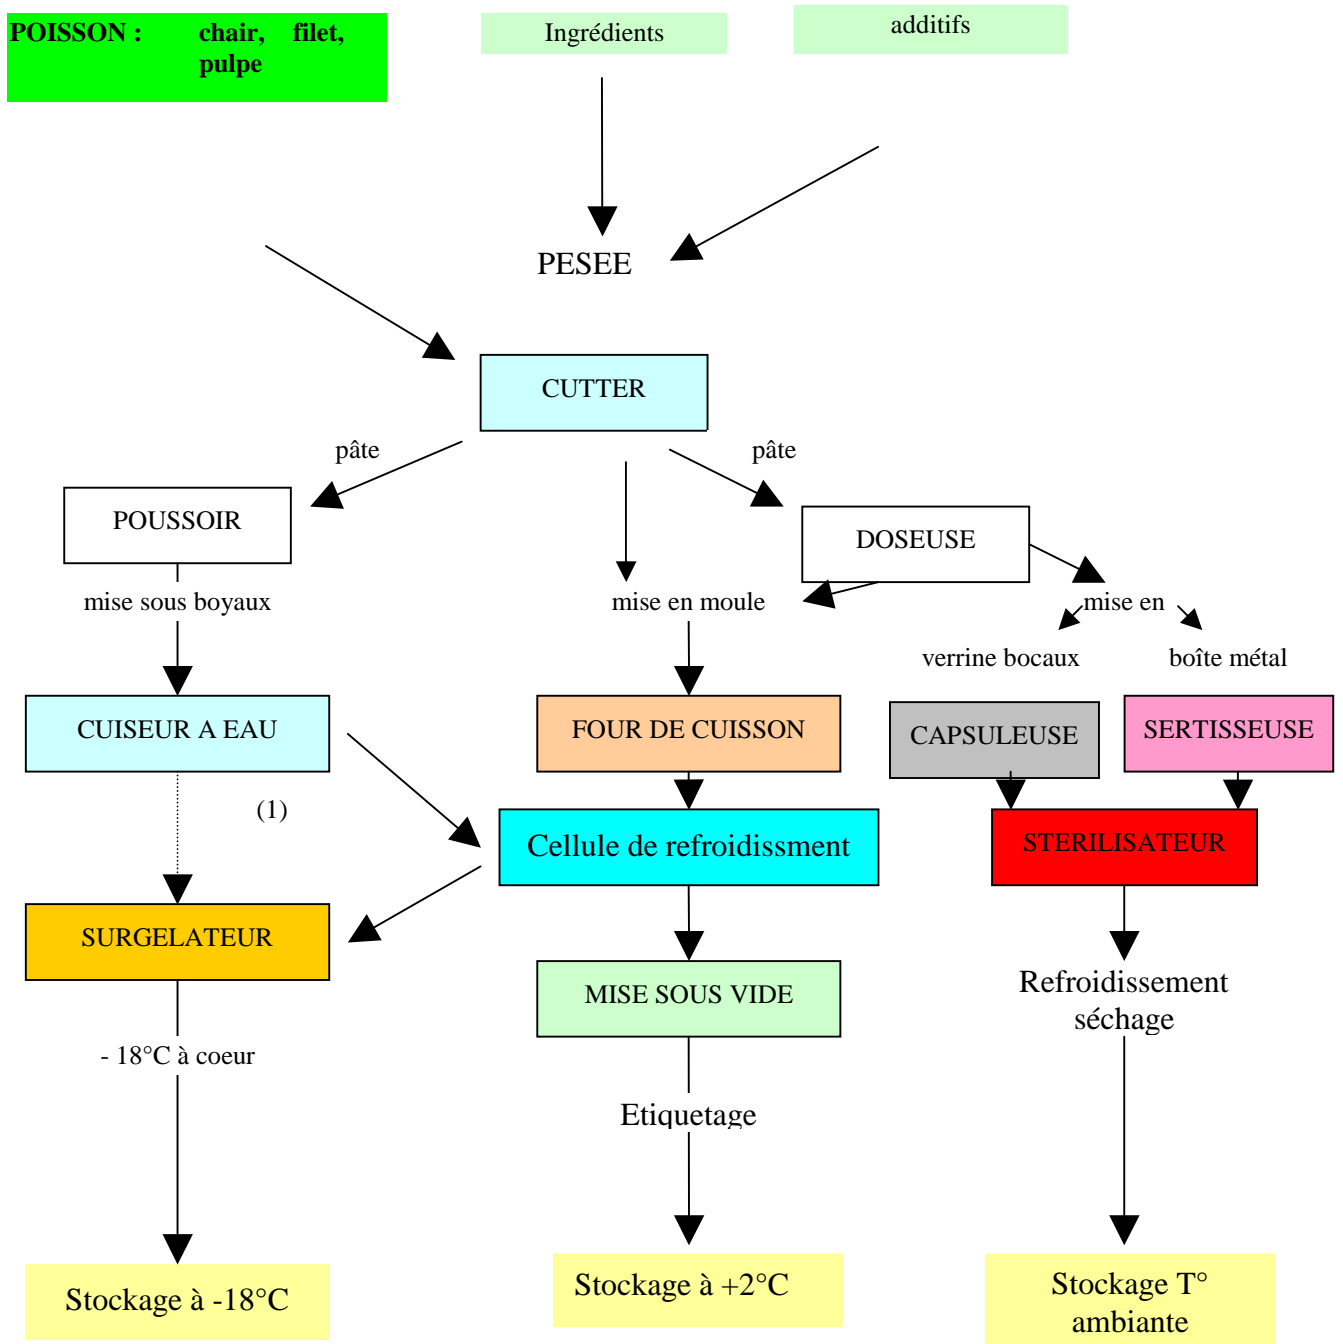 POISSON : chair, filet,
pulpe
Ingrédients
additifs
PESEE
CUTTER
pâte
pâte
POUSSOIR
DOSEUSE
mise sous boyaux
mise en moule
mise en
verrine bocaux
boîte métal
CUISEUR A EAU
FOUR DE CUISSON
CAPSULEUSE
SERTISSEUSE
(1)
Cellule de refroidissment
STERILISATEUR
SURGELATEUR
MISE SOUS VIDE
Refroidissement
séchage
- 18°C à coeur
Etiquetage
Stockage à -18°C
Stockage à +2°C
Stockage T°
ambiante